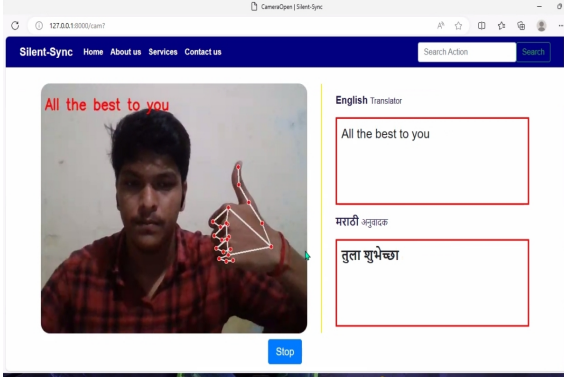 CameraOpen | Silent-Sync
127.0.0.1:8000/cam?
Silent-Sync Home About us Services Contact us Search Action Search
All the best to you
English Translator
All the best to you
मराठी अनुवादक
तुला शुभेच्छा
Stop